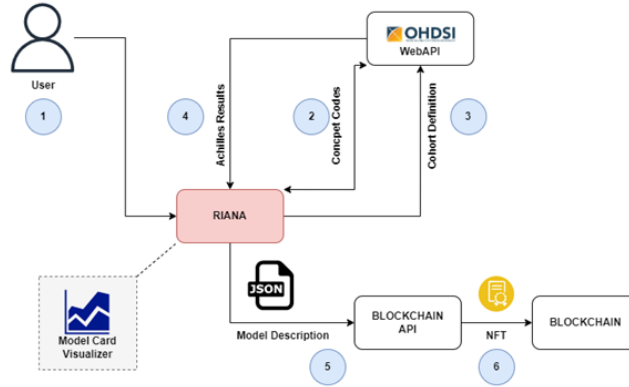 OHDSI
WebAPI
User
1
4
Achilles Results
2
Concpet Codes
Cohort Definition
3
RIANA
JSON
Model Card
Visualizer
Model Description
BLOCKCHAIN
API
NFT
BLOCKCHAIN
5
6